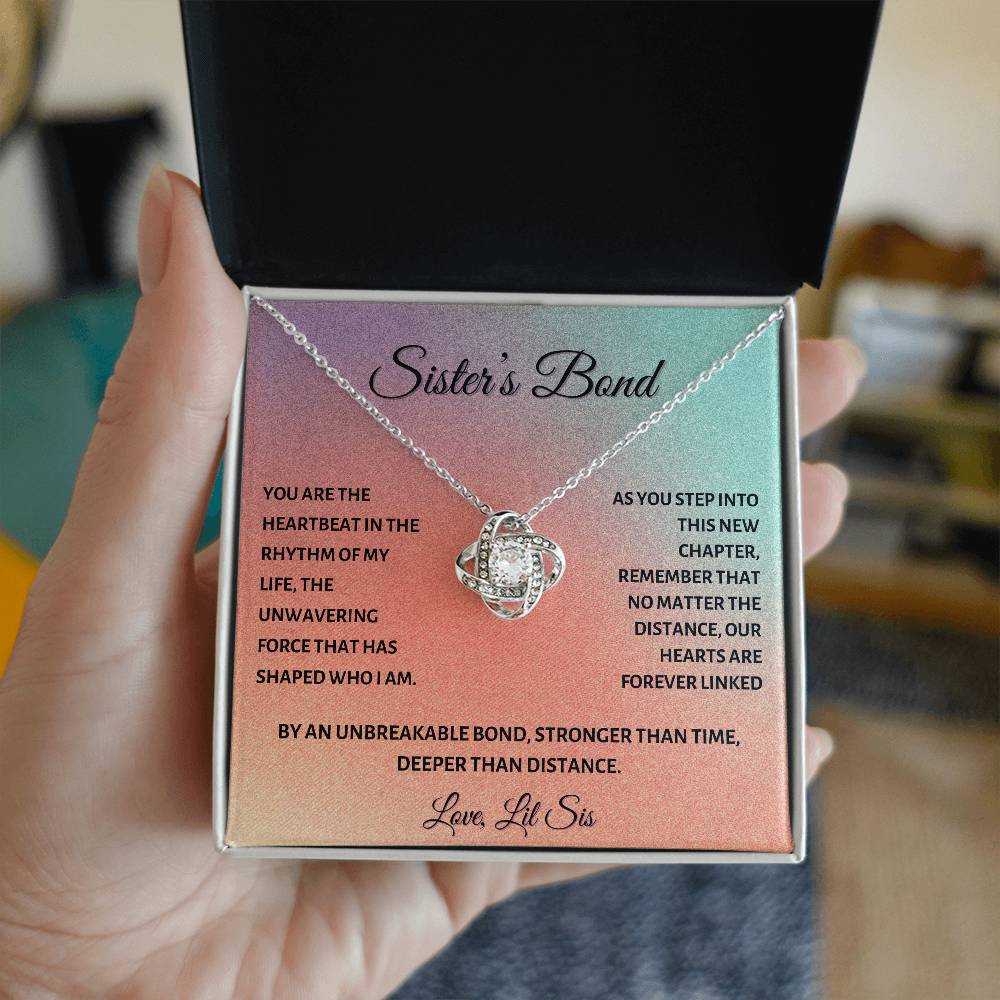 Sister's Bond
YOU ARE THE
HEARTBEAT IN THE
RHYTHM OF MY
LIFE, THE
UNWAVERING
FORCE THAT HAS
SHAPED WHO I AM.
AS YOU STEP INTO
THIS NEW
CHAPTER,
REMEMBER THAT
NO MATTER THE
DISTANCE, OUR
HEARTS ARE
FOREVER LINKED
BY AN UNBREAKABLE BOND, STRONGER THAN TIME,
DEEPER THAN DISTANCE.
Love, Lil Sis